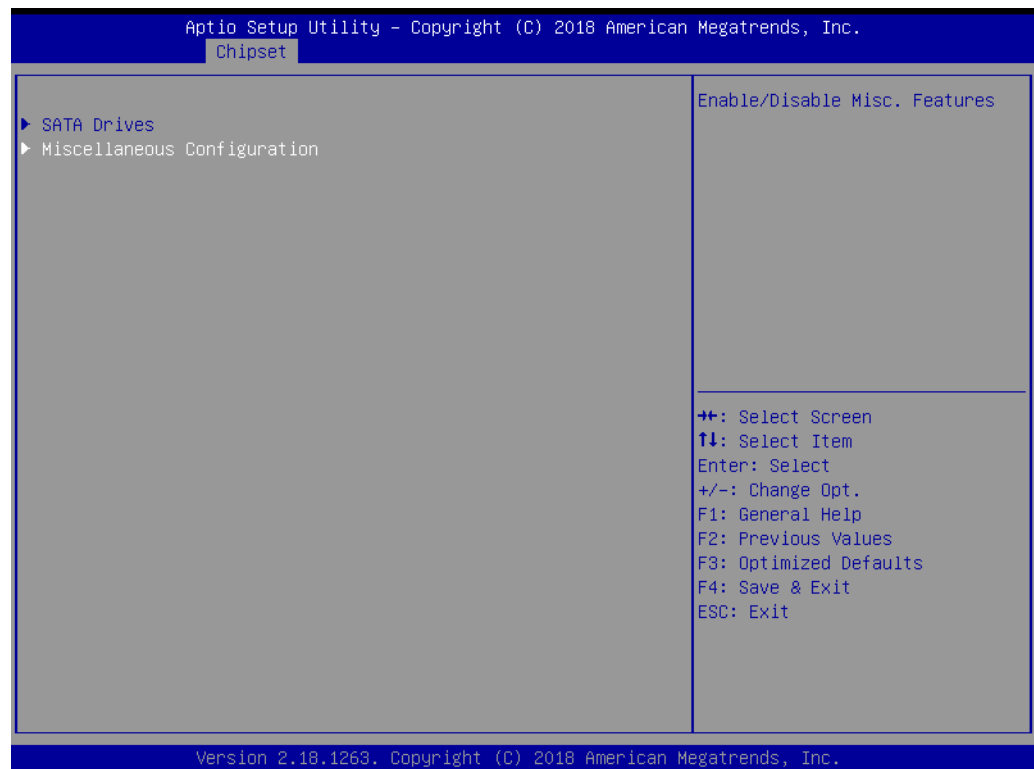 Aptio Setup Utility – Copyright (C) 2018 American Megatrends, Inc.
Chipset
SATA Drives
Miscellaneous Configuration
Enable/Disable Misc. Features
→←: Select Screen
↑↓: Select Item
Enter: Select
+/-: Change Opt.
F1: General Help
F2: Previous Values
F3: Optimized Defaults
F4: Save & Exit
ESC: Exit
Version 2.18.1263. Copyright (C) 2018 American Megatrends, Inc.